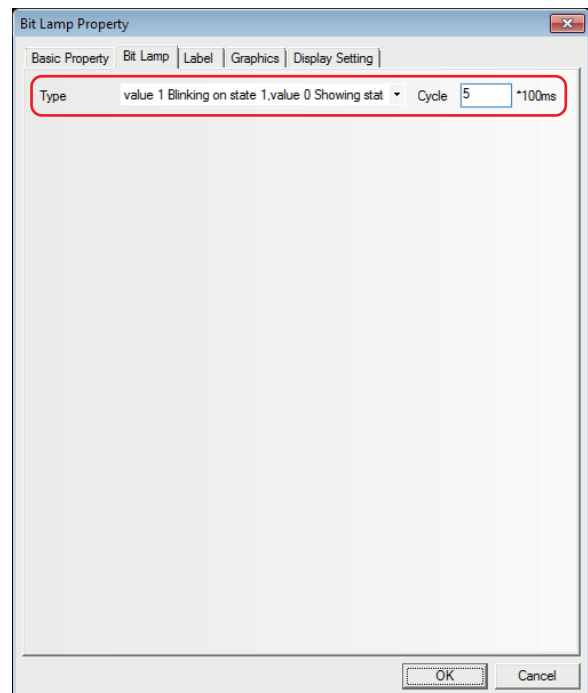 Bit Lamp Property
Basic Property Bit Lamp Label Graphics Display Setting
Type value 1 Blinking on state 1,value 0 Showing stat Cycle 5 *100ms
OK Cancel